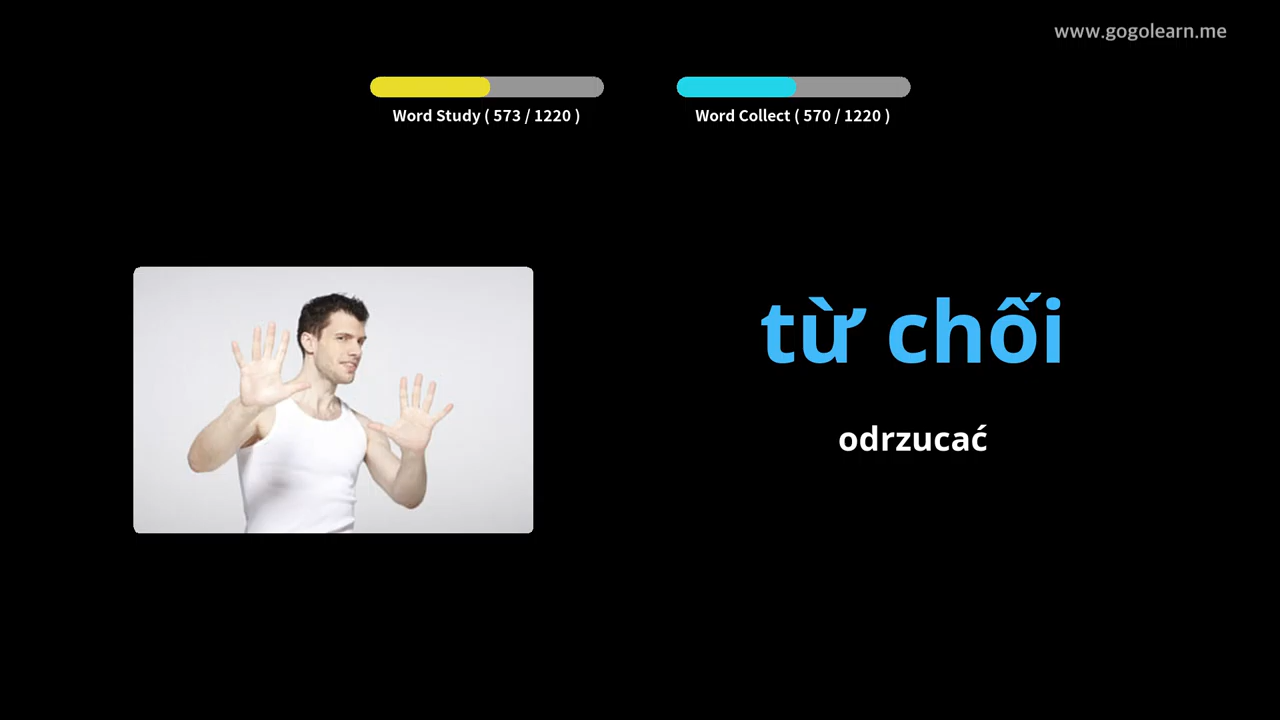 www.gogolearn.me
Word Study ( 573 / 1220 )
Word Collect ( 570 / 1220 )
từ chối
odrzucać